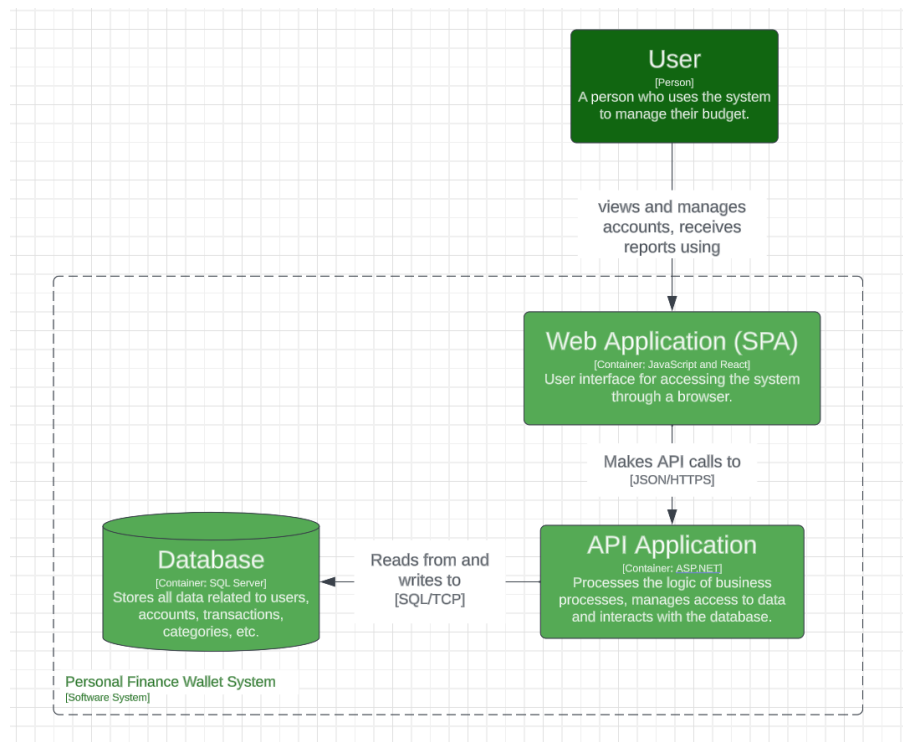 User
[Person]
A person who uses the system
to manage their budget.
views and manages
accounts, receives
reports using
Web Application (SPA)
[Container: JavaScript and React]
User interface for accessing the system
through a browser.
Makes API calls to
[JSON/HTTPS]
API Application
[Container: ASP.NET]
Processes the logic of business
processes, manages access to data
and interacts with the database.
Reads from and
writes to
[SQL/TCP]
Database
[Container: SQL Server]
Stores all data related to users,
accounts, transactions,
categories, etc.
Personal Finance Wallet System
[Software System]